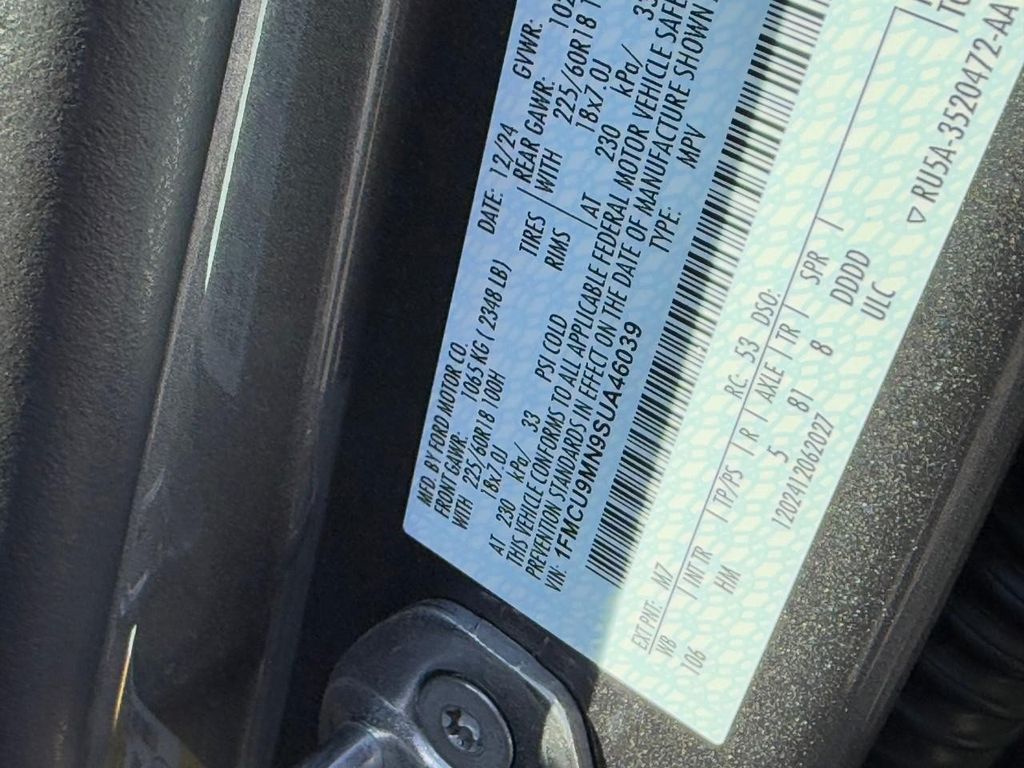 MFD. BY FORD MOTOR CO.
DATE: 12/24 GVWR: 102
FRONT GAWR: 1065 KG ( 2348 LB) REAR GAWR:
WITH 225/60R18 100H TIRES WITH 225/60R18
18x7.0J RIMS 18x7.0J
AT 230 kPa/ 33 PSI COLD AT 230 kPa/ 33
THIS VEHICLE CONFORMS TO ALL APPLICABLE FEDERAL MOTOR VEHICLE SAFE
PREVENTION STANDARDS IN EFFECT ON THE DATE OF MANUFACTURE SHOWN
VIN: 1FMCU9MN9SUA46039 TYPE: MPV
EXT PNT: M7 RC: 53 DSO:
WB | INT TR | TP/PS | R | AXLE | TR | SPR |
106 HM 5 81 8 DDDD
1202412062027 ULC
▽ RU5A-3520472-AA